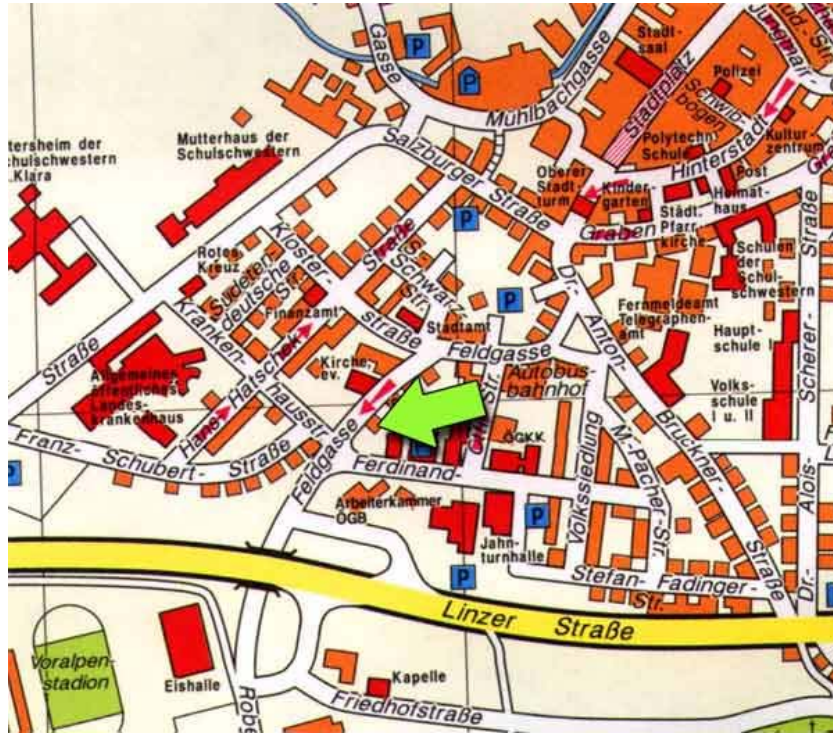 Gasse
P
P
Mühlbachgasse
Stadt-
saal
Stadtplatz
Schwib-
bogen
Polizei
Polytechn.
Schule
Hinterstadt
Kultur-
zentrum
Mutterhaus der
Schulschwestern
Salzburger Straße
Oberer
Stadt-
turm
Kinder-
garten
Post
Heimat-
haus
Graben
Städt.
Pfarr-
kirche
Schulen
der
Schul-
schwestern
P
Rotes
Kreuz
Sudeten-
deutsche
Str.
Kloster-
straße
Straße
Schwarz-
Str.
Finanzamt
Stadtamt
P
Dr.-
Anton-
Bruckner-
Straße
Fernmeldeamt
Telegraphen-
amt
Haupt-
schule I
Volks-
schule
I u. II
Scherer-
Straße
Alois-
Dr.-
Straße
Kranken-
hausstr.
Hatschek
Hans
Kirche
ev.
Feldgasse
Autobus-
bahnhof
Allgemeines
öffentliches
Landes-
krankenhaus
Franz-
Schubert-
Straße
Feldgasse
Ferdinand-
Str.
ÖGKK
Volkssiedlung
M.-Pacher-Str.
P
Arbeiterkammer
ÖGB
Jahn-
turnhalle
P
P
Stefan-
Fadinger-
Str.
Linzer Straße
Voralpen-
stadion
Eishalle
Kapelle
Friedhofstraße